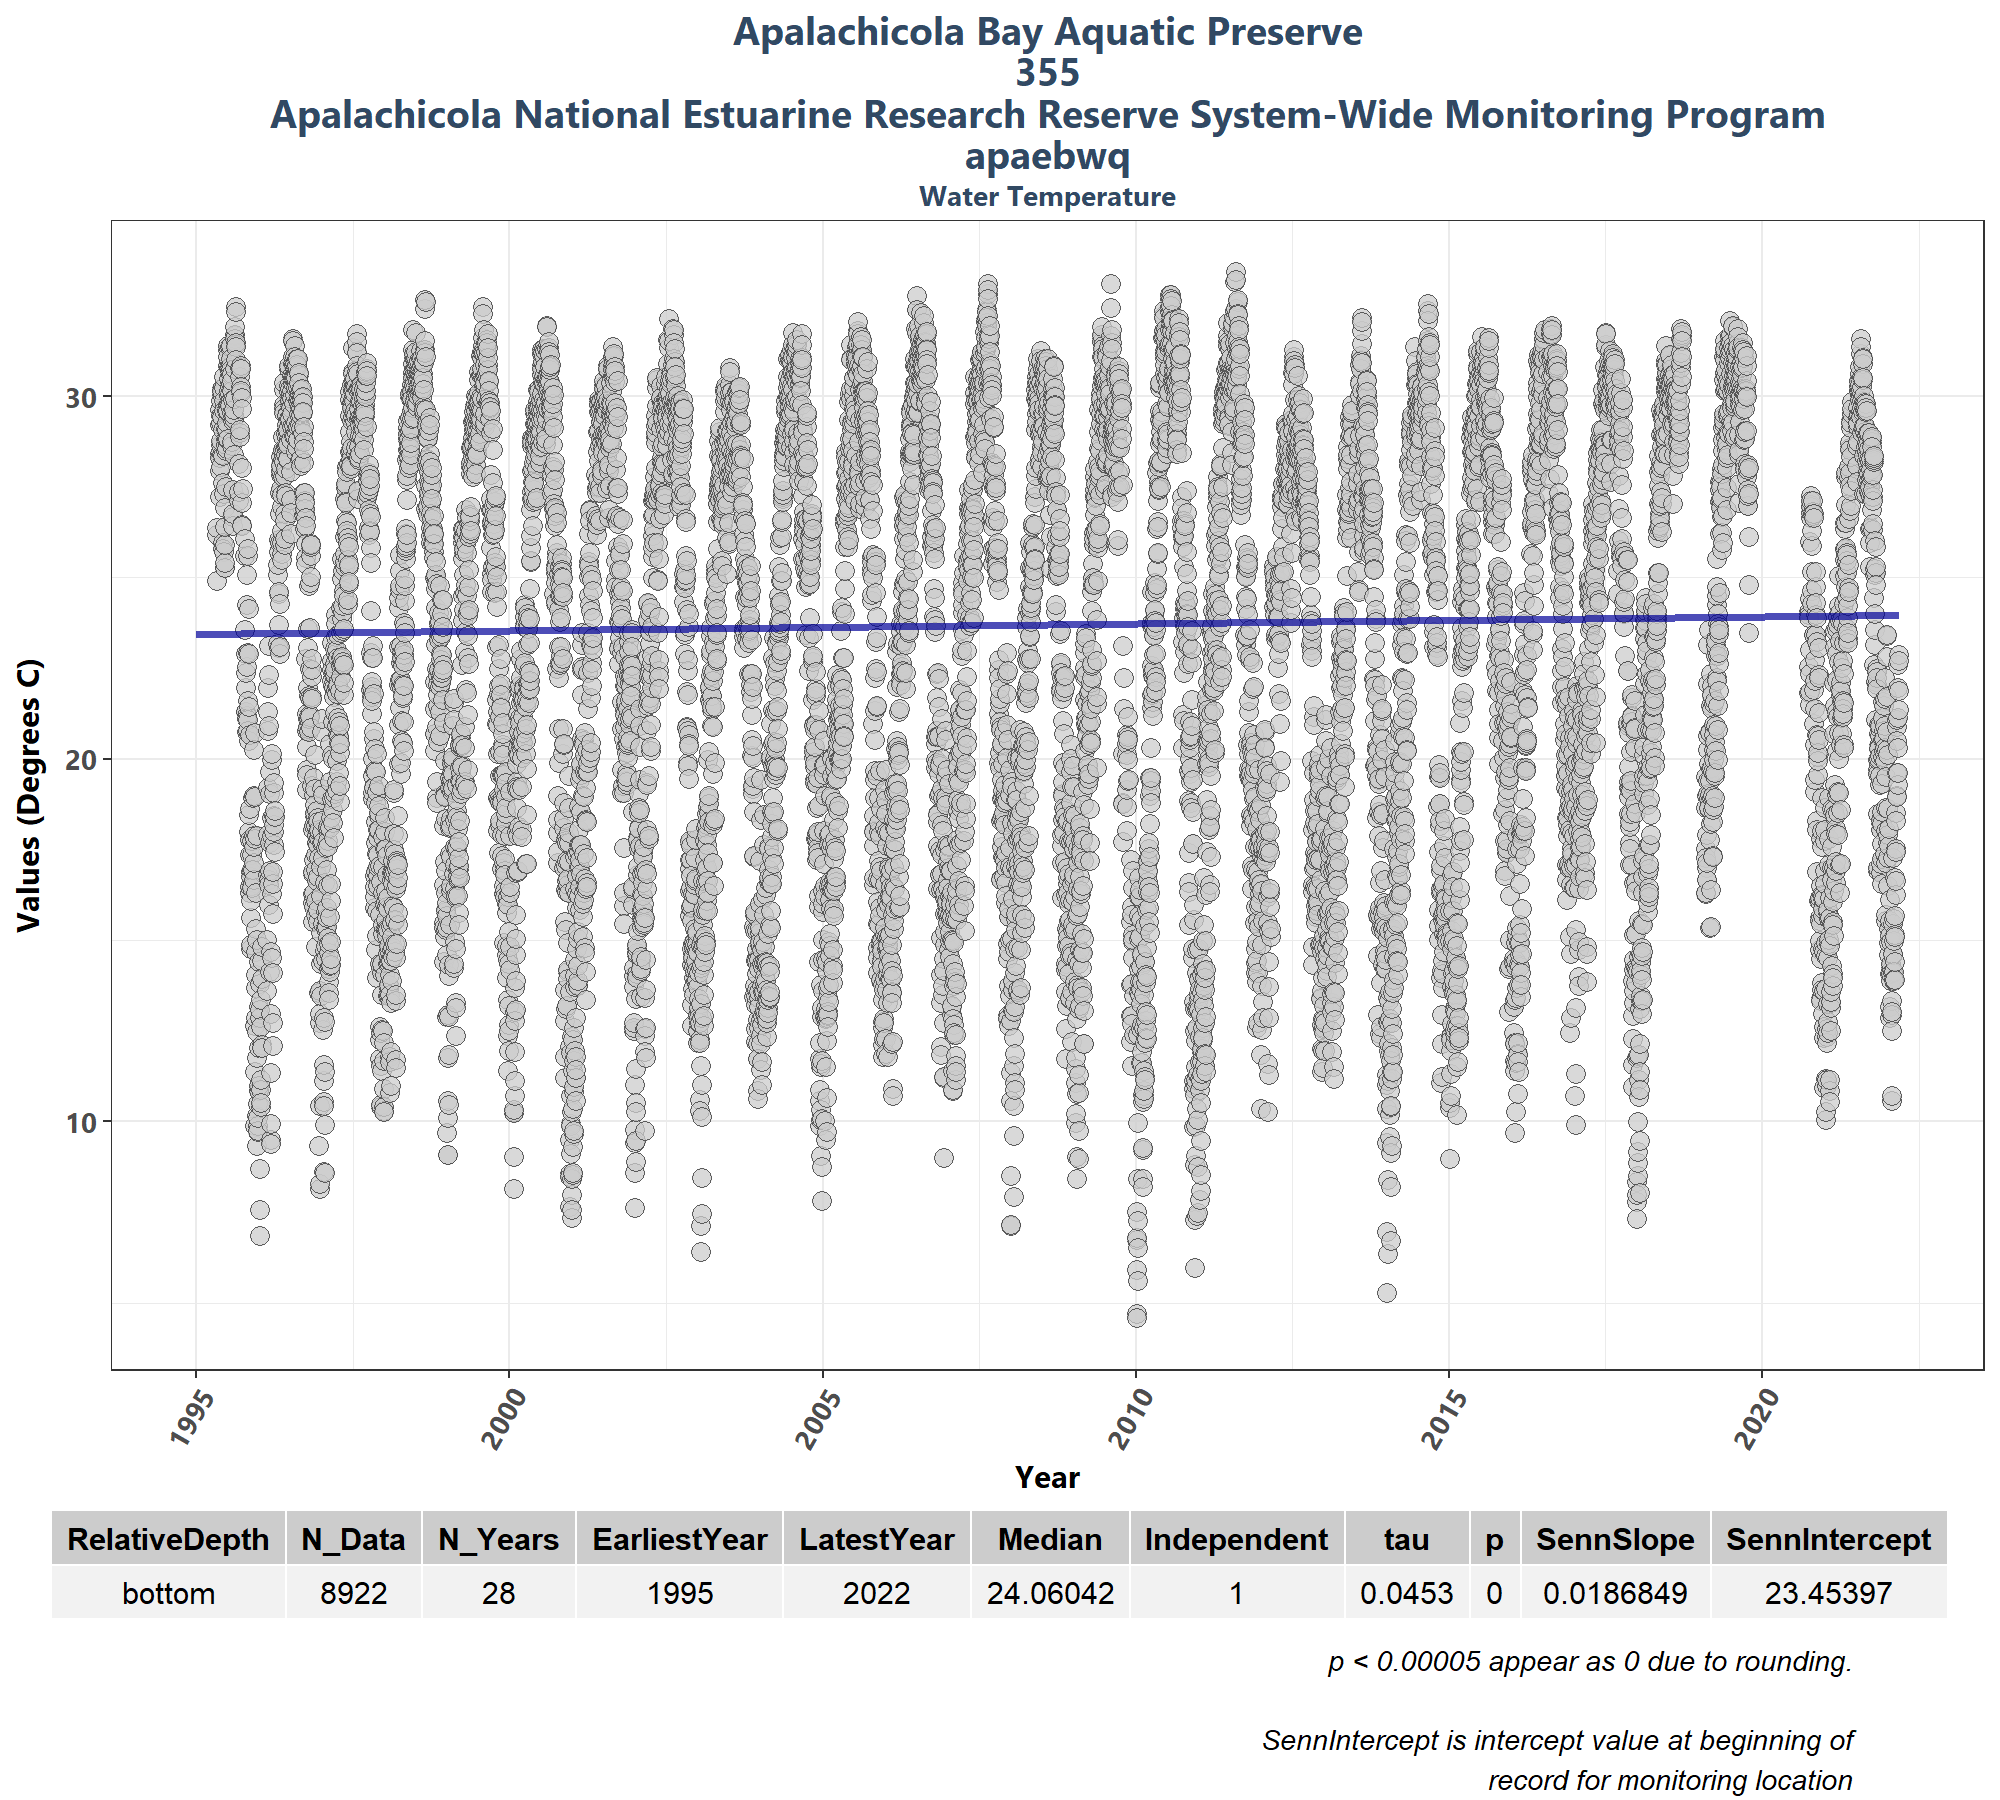 Apalachicola Bay Aquatic Preserve
355
Apalachicola National Estuarine Research Reserve System-Wide Monitoring Program
apaebwq
Water Temperature
Values (Degrees C)
30
20
10
1995 2000 2005 2010 2015 2020
Year
RelativeDepth N_Data N_Years EarliestYear LatestYear Median Independent tau p SennSlope SennIntercept
bottom 8922 28 1995 2022 24.06042 1 0.0453 0 0.0186849 23.45397
p < 0.00005 appear as 0 due to rounding.
SennIntercept is intercept value at beginning of
record for monitoring location